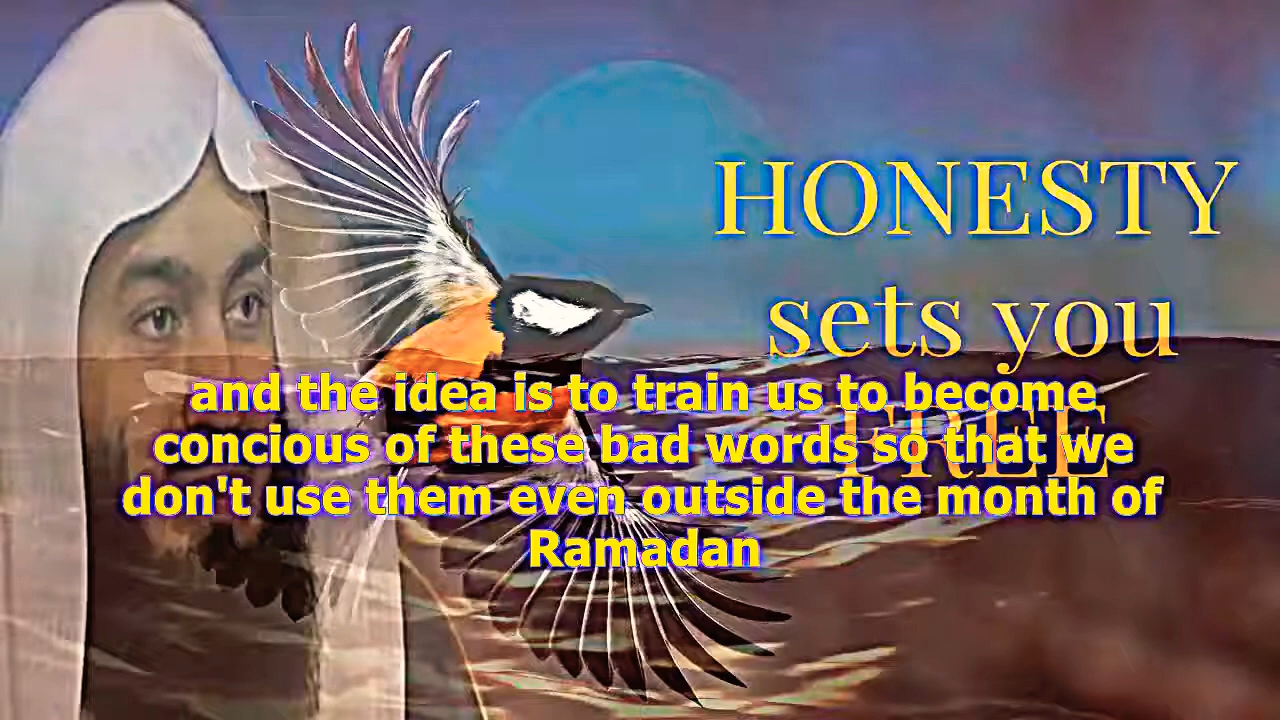 HONESTY
sets you
FREE
and the idea is to train us to become
concious of these bad words so that we
don't use them even outside the month of
Ramadan